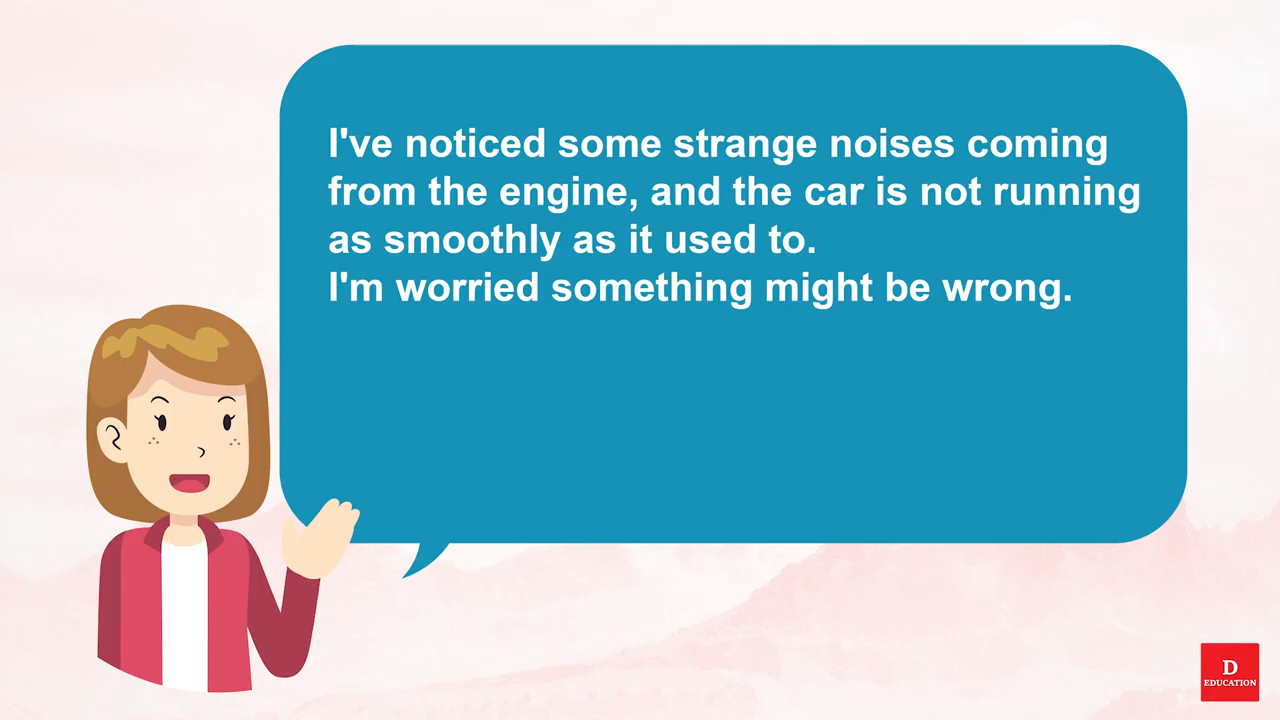 I've noticed some strange noises coming
from the engine, and the car is not running
as smoothly as it used to.
I'm worried something might be wrong.
D
EDUCATION